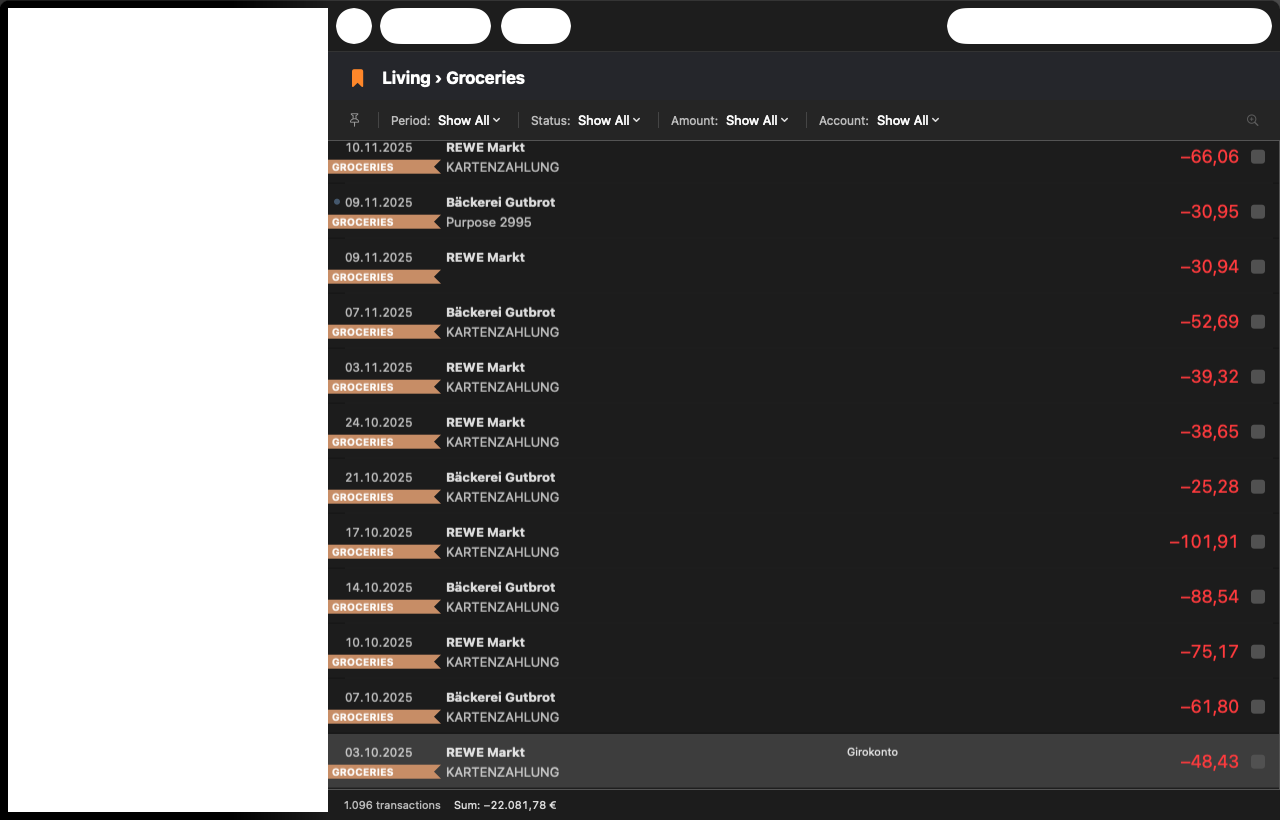 Living › Groceries
Period: Show All Status: Show All Amount: Show All Account: Show All
10.11.2025 REWE Markt −66,06
GROCERIES KARTENZAHLUNG
09.11.2025 Bäckerei Gutbrot −30,95
GROCERIES Purpose 2995
09.11.2025 REWE Markt −30,94
GROCERIES
07.11.2025 Bäckerei Gutbrot −52,69
GROCERIES KARTENZAHLUNG
03.11.2025 REWE Markt −39,32
GROCERIES KARTENZAHLUNG
24.10.2025 REWE Markt −38,65
GROCERIES KARTENZAHLUNG
21.10.2025 Bäckerei Gutbrot −25,28
GROCERIES KARTENZAHLUNG
17.10.2025 REWE Markt −101,91
GROCERIES KARTENZAHLUNG
14.10.2025 Bäckerei Gutbrot −88,54
GROCERIES KARTENZAHLUNG
10.10.2025 REWE Markt −75,17
GROCERIES KARTENZAHLUNG
07.10.2025 Bäckerei Gutbrot −61,80
GROCERIES KARTENZAHLUNG
03.10.2025 REWE Markt Girokonto −48,43
GROCERIES KARTENZAHLUNG
1.096 transactions Sum: −22.081,78 €